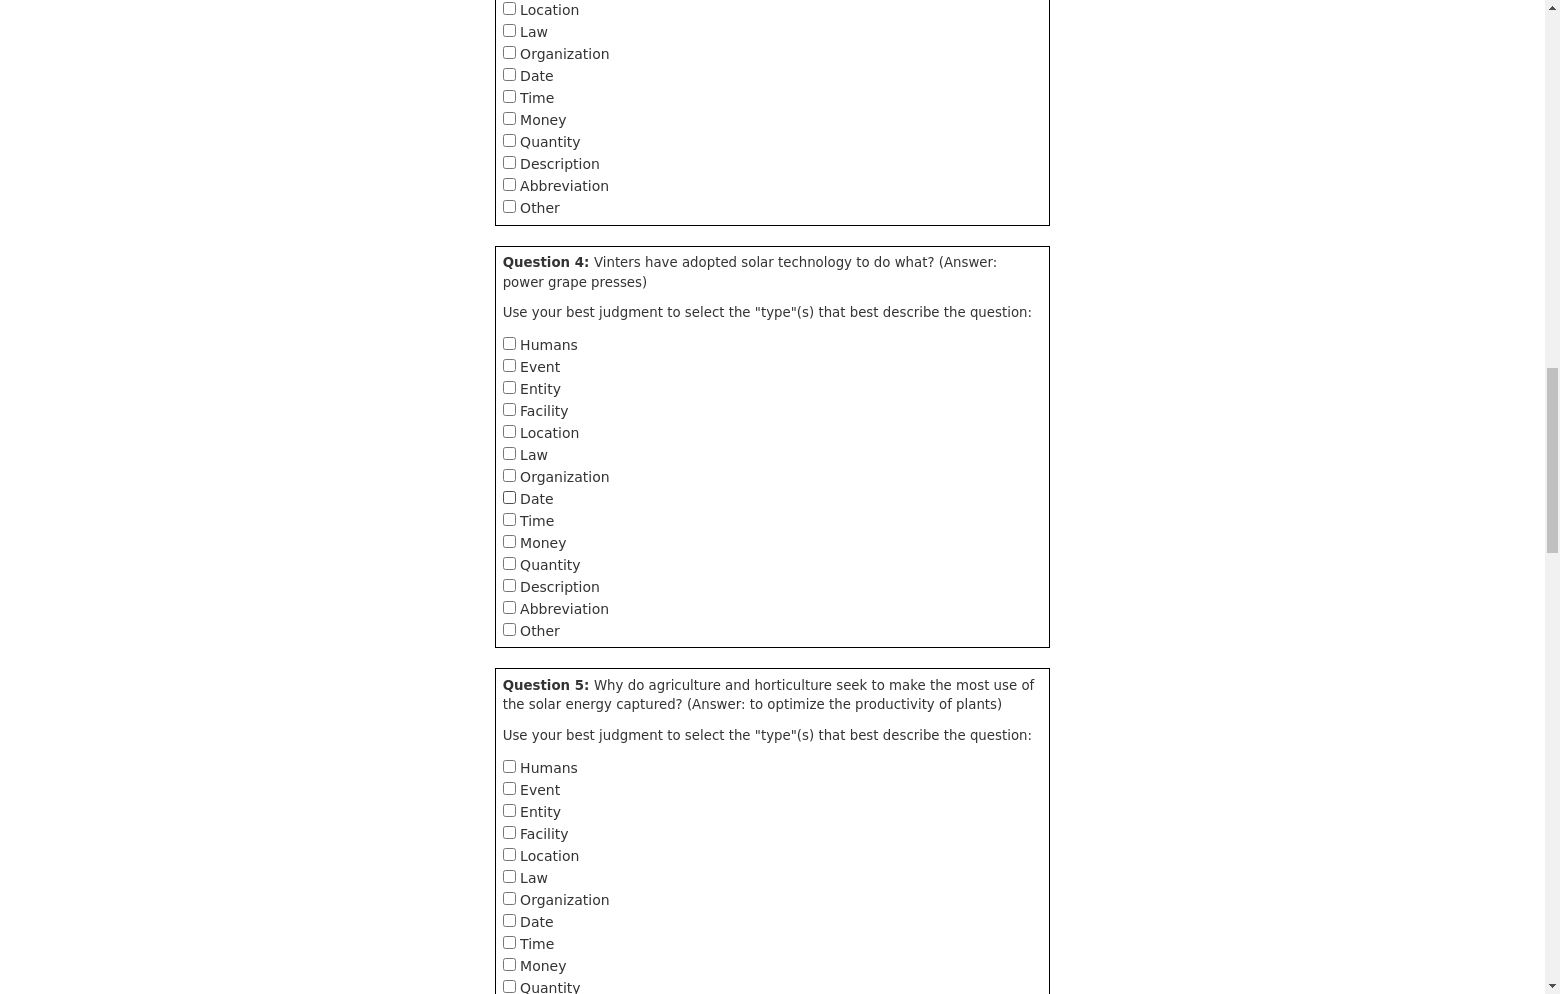 Location
Law
Organization
Date
Time
Money
Quantity
Description
Abbreviation
Other
Question 4: Vinters have adopted solar technology to do what? (Answer:
power grape presses)
Use your best judgment to select the "type"(s) that best describe the question:
Humans
Event
Entity
Facility
Location
Law
Organization
Date
Time
Money
Quantity
Description
Abbreviation
Other
Question 5: Why do agriculture and horticulture seek to make the most use of
the solar energy captured? (Answer: to optimize the productivity of plants)
Use your best judgment to select the "type"(s) that best describe the question:
Humans
Event
Entity
Facility
Location
Law
Organization
Date
Time
Money
Quantity